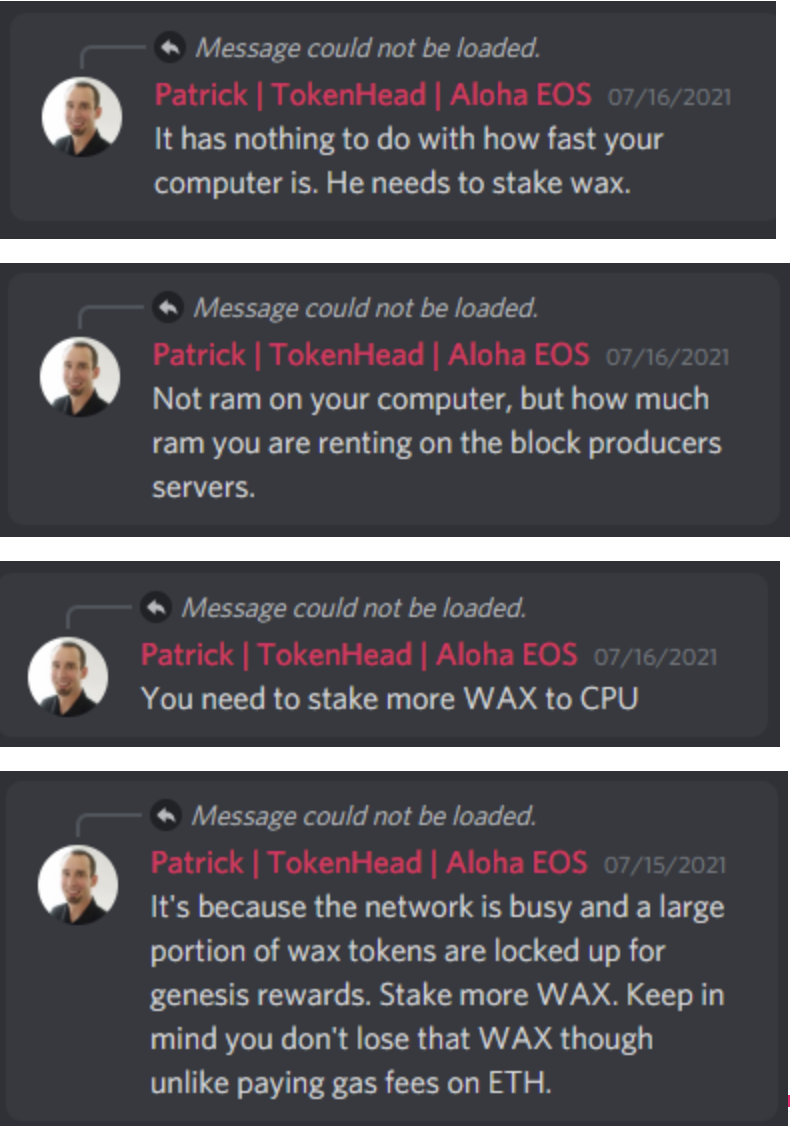 Message could not be loaded.
Patrick | TokenHead | Aloha EOS 07/16/2021
It has nothing to do with how fast your
computer is. He needs to stake wax.
Message could not be loaded.
Patrick | TokenHead | Aloha EOS 07/16/2021
Not ram on your computer, but how much
ram you are renting on the block producers
servers.
Message could not be loaded.
Patrick | TokenHead | Aloha EOS 07/16/2021
You need to stake more WAX to CPU
Message could not be loaded.
Patrick | TokenHead | Aloha EOS 07/15/2021
It's because the network is busy and a large
portion of wax tokens are locked up for
genesis rewards. Stake more WAX. Keep in
mind you don't lose that WAX though
unlike paying gas fees on ETH.